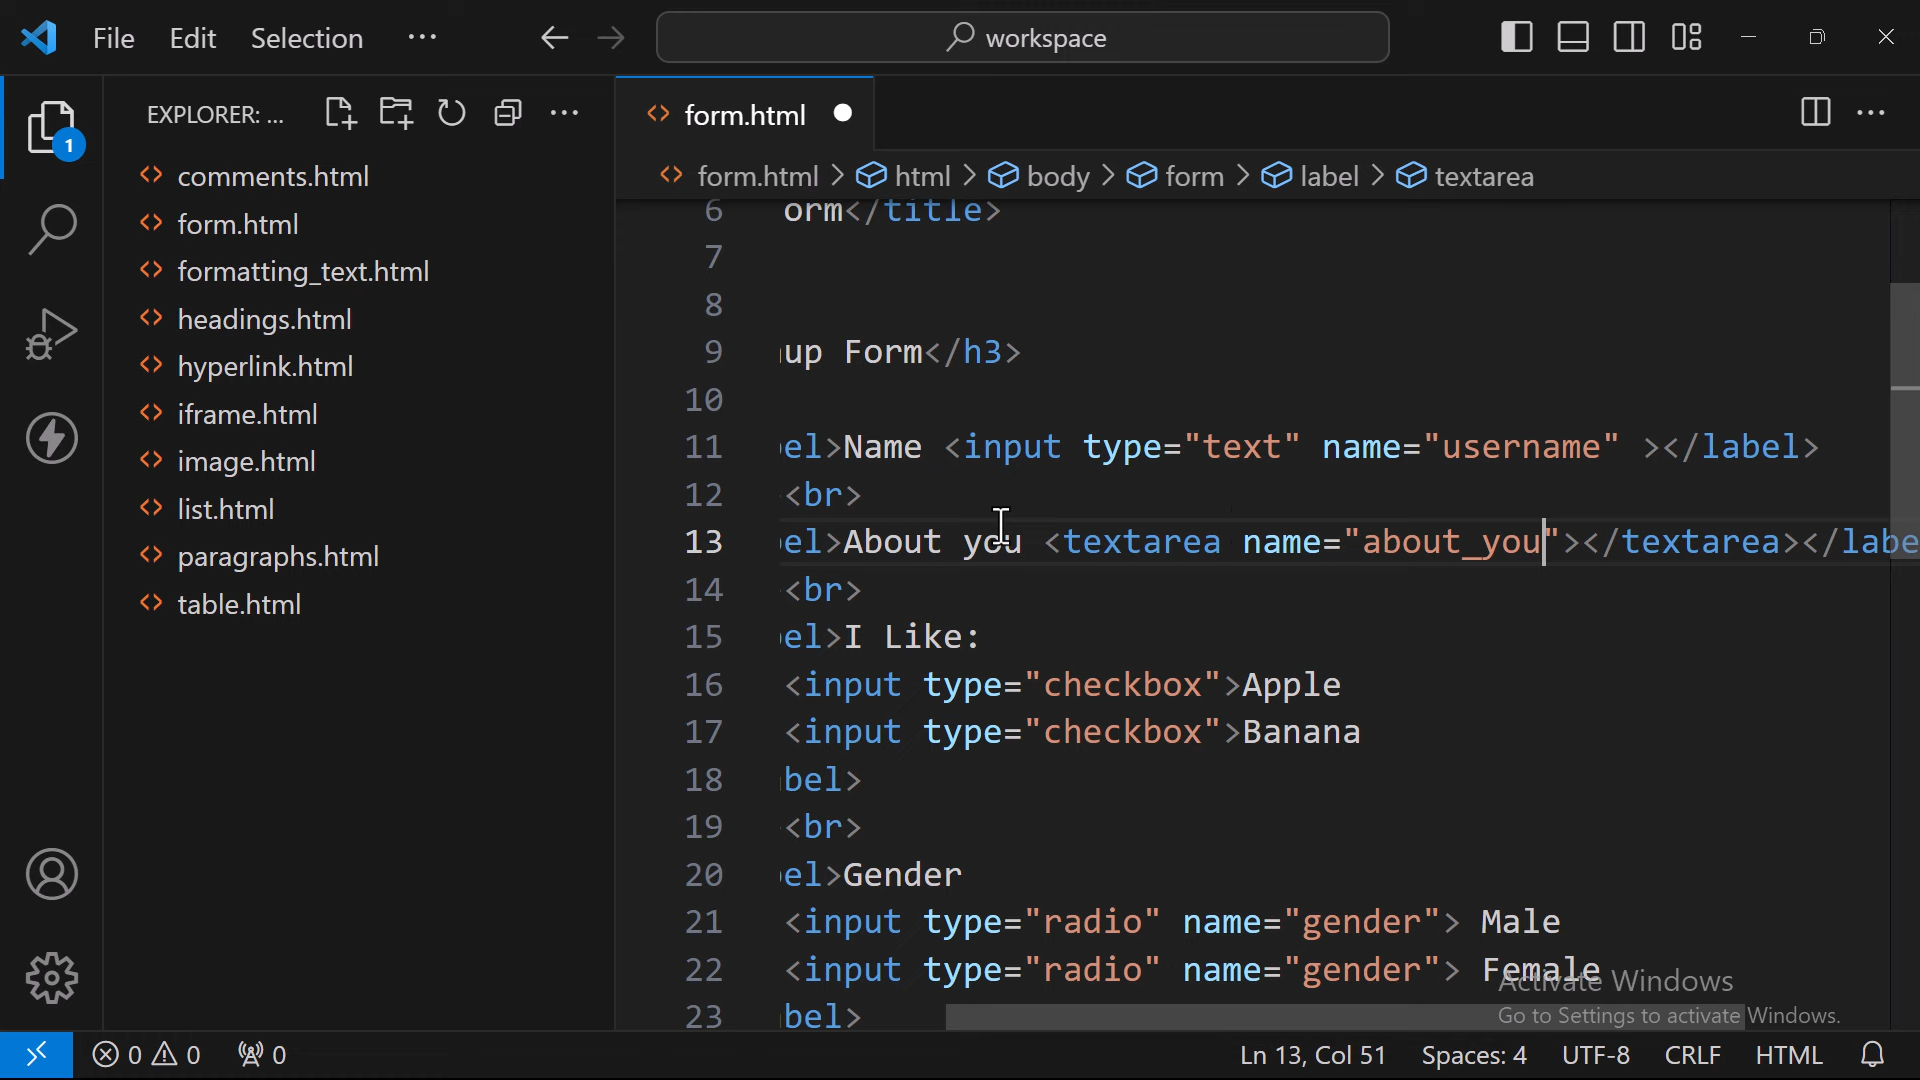 File Edit Selection ··· workspace
EXPLORER: ...
form.html
form.html > html > body > form > label > textarea
comments.html
form.html
formatting_text.html
headings.html
hyperlink.html
iframe.html
image.html
list.html
paragraphs.html
table.html
1
6 orm</title>
7
8
9 up Form</h3>
10
11 el>Name <input type="text" name="username" ></label>
12 <br>
13 el>About you <textarea name="about_you"></textarea></labe
14 <br>
15 el>I Like:
16 <input type="checkbox">Apple
17 <input type="checkbox">Banana
18 bel>
19 <br>
20 el>Gender
21 <input type="radio" name="gender"> Male
22 <input type="radio" name="gender"> Female
23 bel>
Activate Windows
Go to Settings to activate Windows.
0 0 0 Ln 13, Col 51 Spaces: 4 UTF-8 CRLF HTML